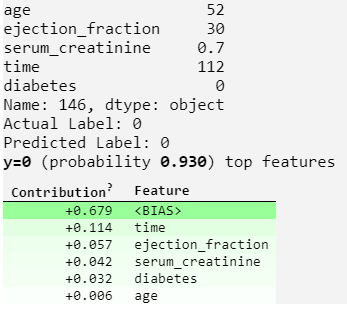 age 52
ejection_fraction 30
serum_creatinine 0.7
time 112
diabetes 0
Name: 146, dtype: object
Actual Label: 0
Predicted Label: 0
y=0 (probability 0.930) top features
Contribution? Feature
+0.679 <BIAS>
+0.114 time
+0.057 ejection_fraction
+0.042 serum_creatinine
+0.032 diabetes
+0.006 age